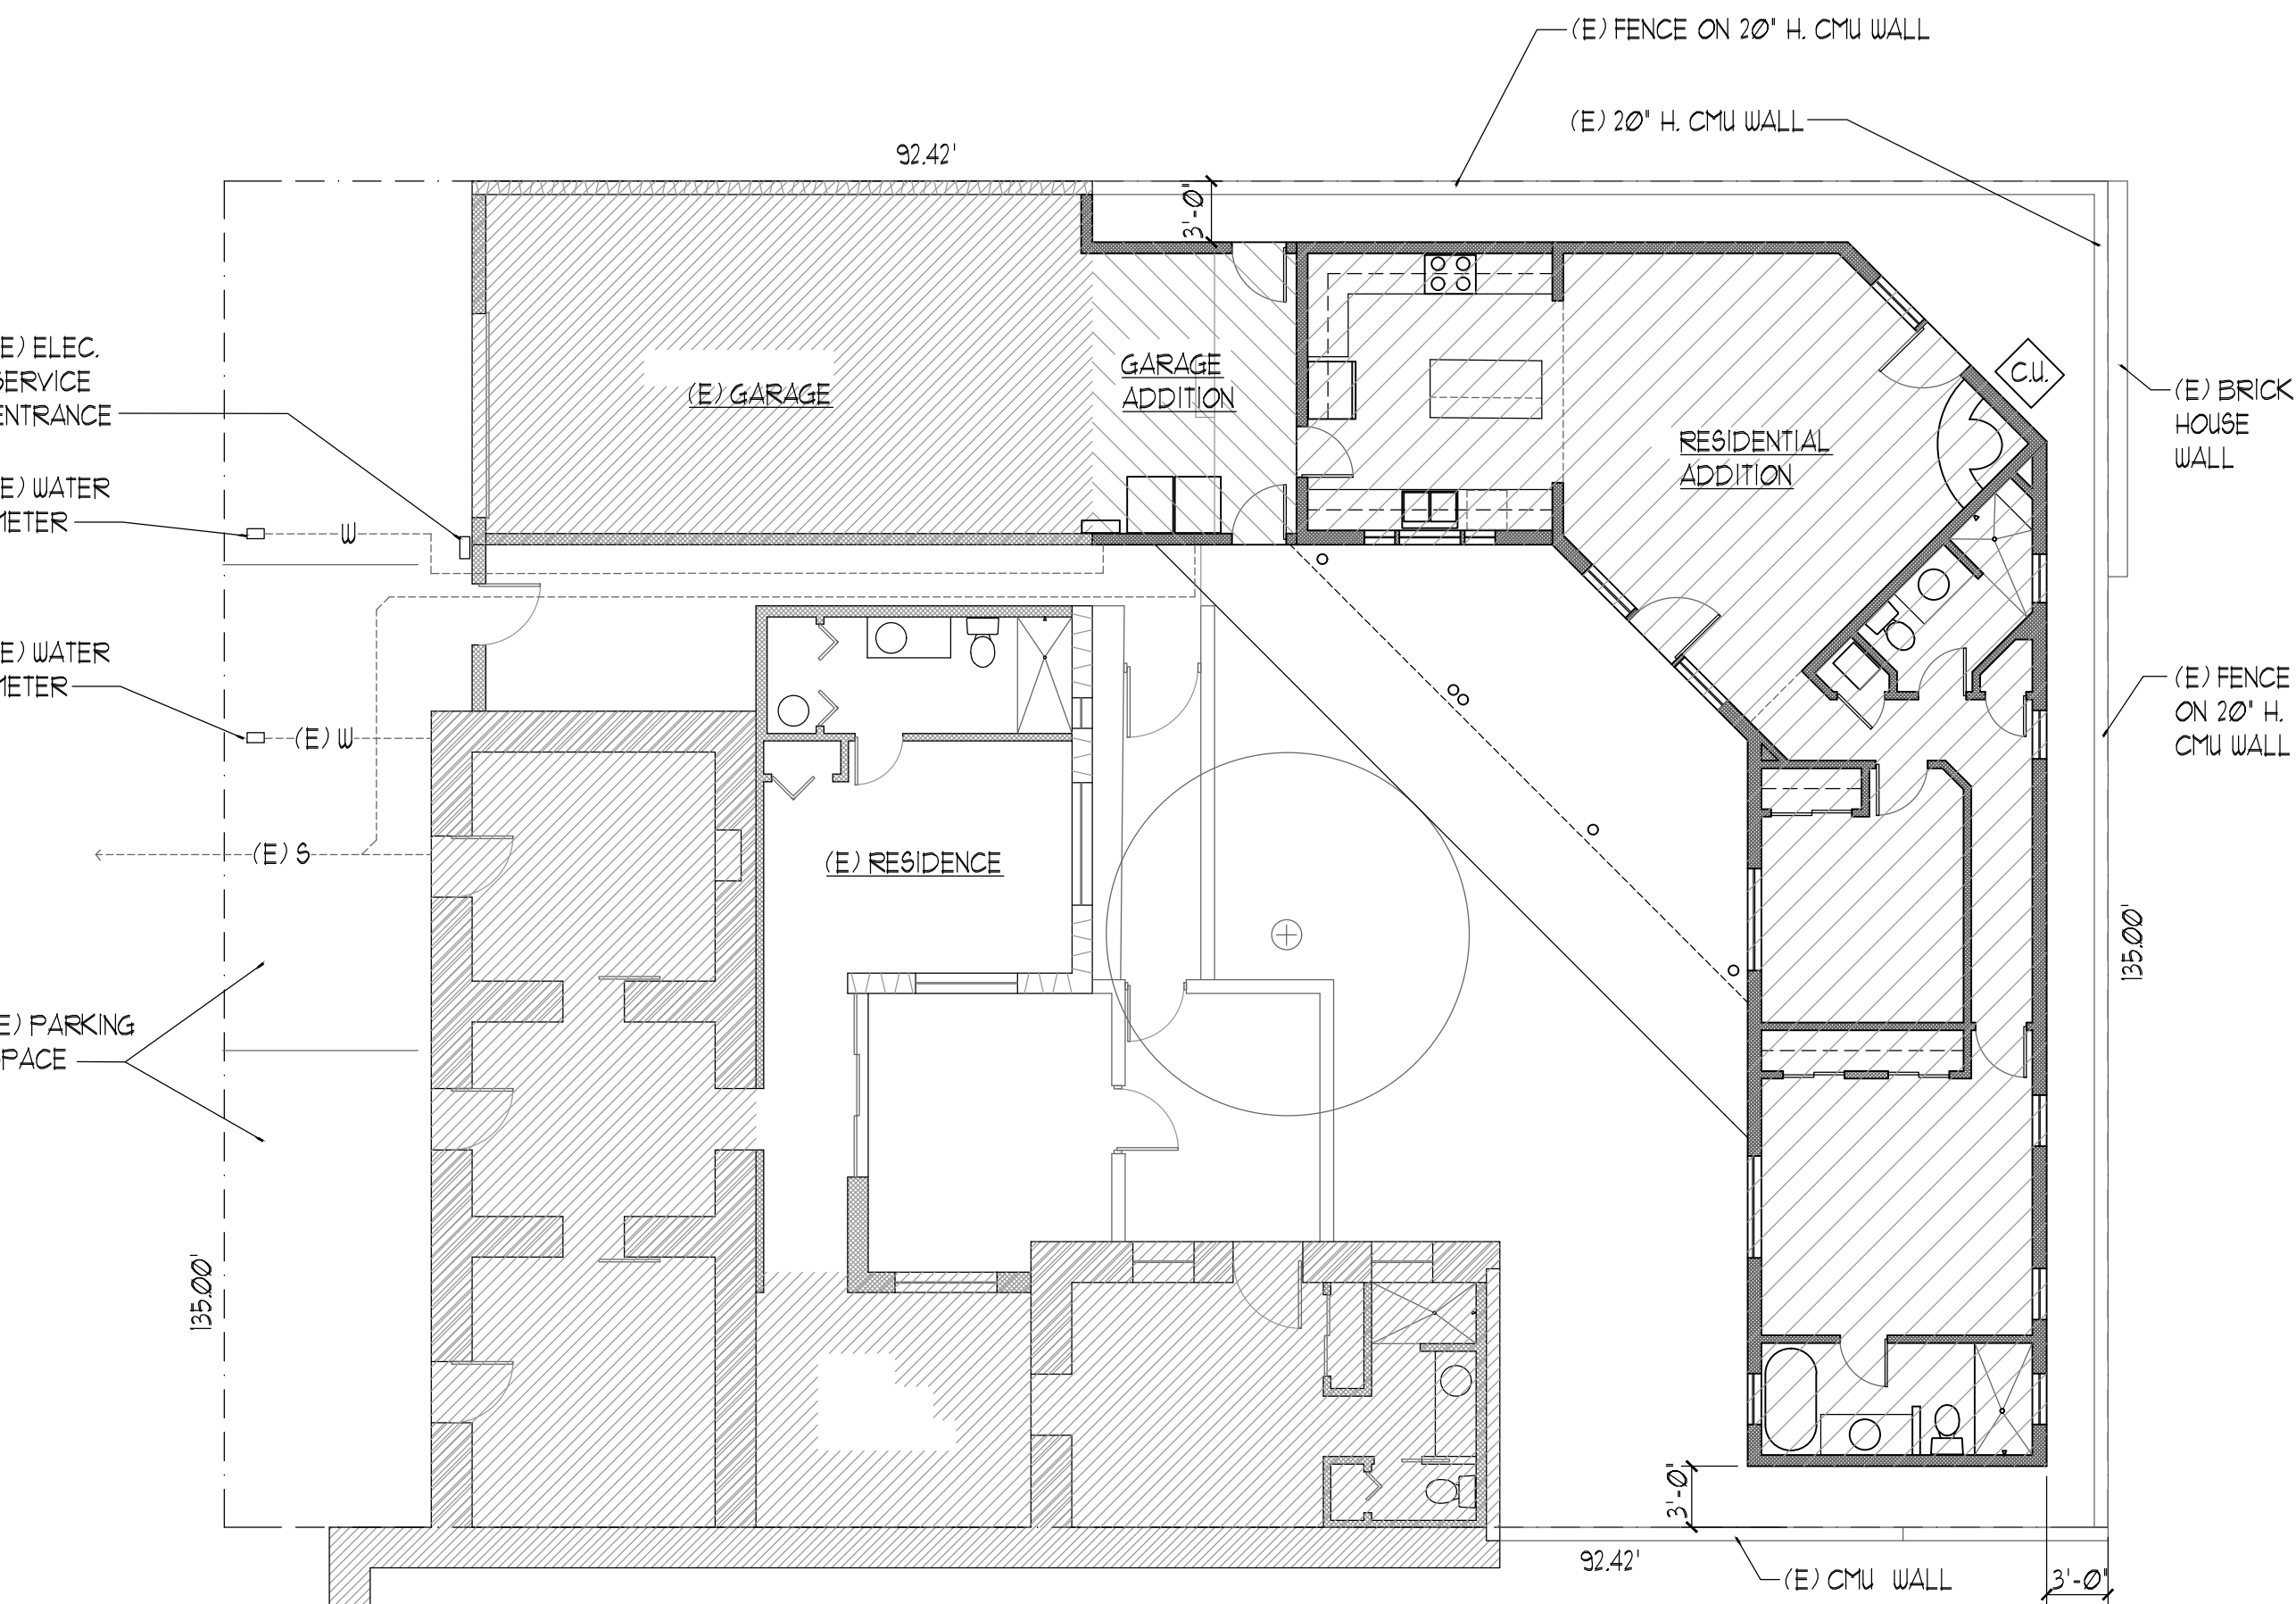 (E) FENCE ON 20" H. CMU WALL
(E) 20" H. CMU WALL
92.42'
3'-0"
E) ELEC.
SERVICE
ENTRANCE
(E) GARAGE
GARAGE
ADDITION
RESIDENTIAL
ADDITION
C.U.
(E) BRICK
HOUSE
WALL
E) WATER
METER
W
E) WATER
METER
(E) W
(E) S
(E) RESIDENCE
(E) FENCE
ON 20" H.
CMU WALL
135.00'
E) PARKING
SPACE
135.00'
3'-0"
92.42'
(E) CMU WALL
3'-0"